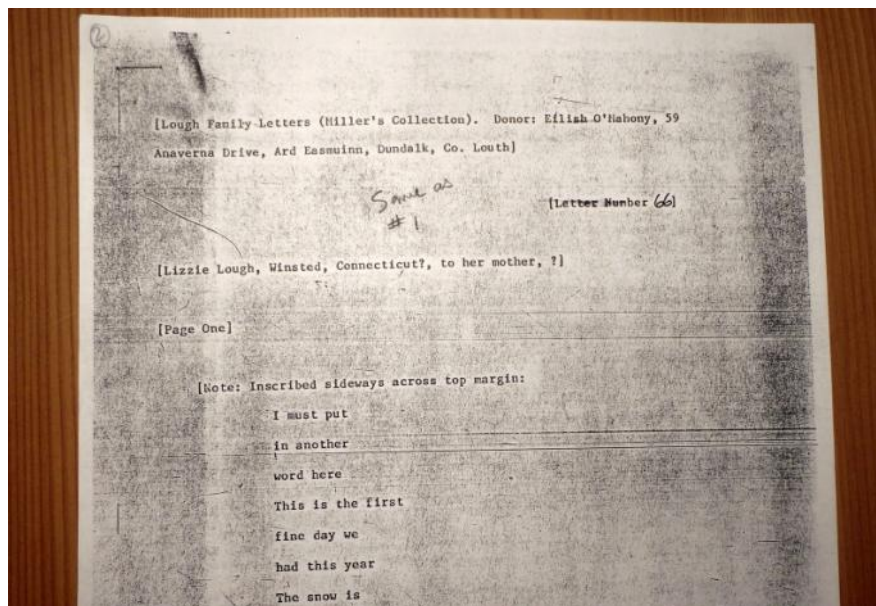 2
[Lough Family Letters (Miller's Collection). Donor: Eilish O'Mahony, 59
Anaverna Drive, Ard Easmuinn, Dundalk, Co. Louth]
Same as
#1
[Letter Number 66]
[Lizzie Lough, Winsted, Connecticut?, to her mother, ?]
[Page One]
[Note: Inscribed sideways across top margin:
I must put
in another
word here
This is the first
fine day we
had this year
The snow is